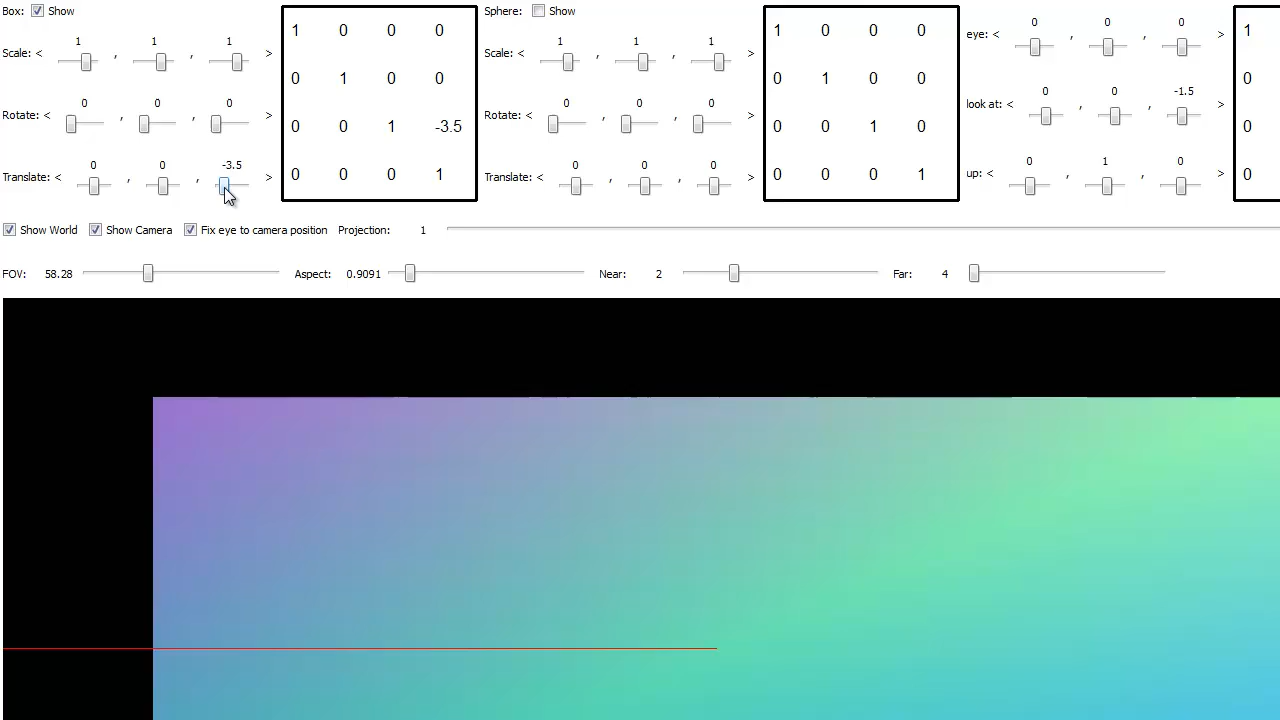 Box: Show
1 1 1
Scale: < , , >
0 0 0
Rotate: < , , >
0 0 -3.5
Translate: < , , >
1 0 0 0
0 1 0 0
0 0 1 -3.5
0 0 0 1
Sphere: Show
1 1 1
Scale: < , , >
0 0 0
Rotate: < , , >
0 0 0
Translate: < , , >
1 0 0 0
0 1 0 0
0 0 1 0
0 0 0 1
0 0 0
eye: < , , >
0 0 -1.5
look at: < , , >
0 1 0
up: < , , >
1
0
0
0
Show World Show Camera Fix eye to camera position Projection: 1
FOV: 58.28 Aspect: 0.9091 Near: 2 Far: 4